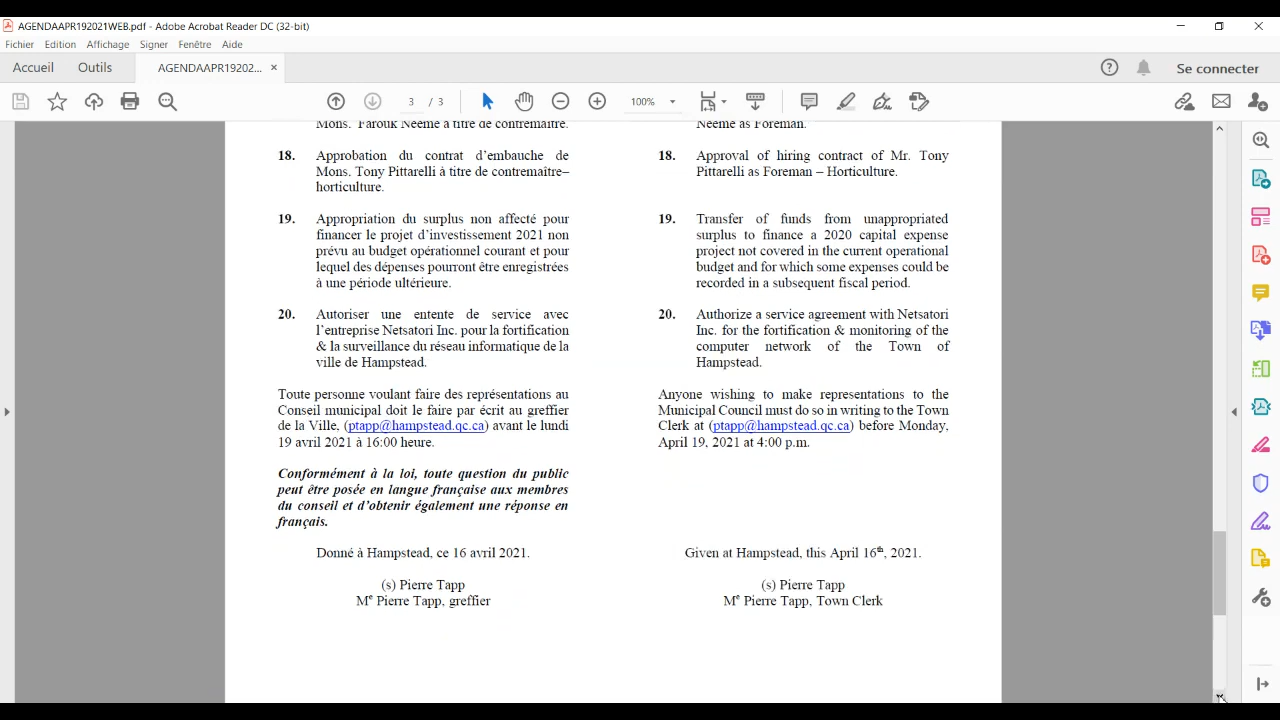 AGENDAAPR192021WEB.pdf - Adobe Acrobat Reader DC (32-bit)
Fichier Edition Affichage Signer Fenêtre Aide
Accueil Outils AGENDAAPR19202... × Se connecter
3 / 3 100%
Mons. Farouk Neeme à titre de contremaître.
18. Approbation du contrat d'embauche de
Mons. Tony Pittarelli à titre de contremaître–
horticulture.
19. Appropriation du surplus non affecté pour
financer le projet d'investissement 2021 non
prévu au budget opérationnel courant et pour
lequel des dépenses pourront être enregistrées
à une période ultérieure.
20. Autoriser une entente de service avec
l'entreprise Netsatori Inc. pour la fortification
& la surveillance du réseau informatique de la
ville de Hampstead.
Toute personne voulant faire des représentations au
Conseil municipal doit le faire par écrit au greffier
de la Ville, (ptapp@hampstead.qc.ca) avant le lundi
19 avril 2021 à 16:00 heure.
Conformément à la loi, toute question du public
peut être posée en langue française aux membres
du conseil et d'obtenir également une réponse en
français.
Donné à Hampstead, ce 16 avril 2021.
(s) Pierre Tapp
Me Pierre Tapp, greffier
Neeme as Foreman.
18. Approval of hiring contract of Mr. Tony
Pittarelli as Foreman – Horticulture.
19. Transfer of funds from unappropriated
surplus to finance a 2020 capital expense
project not covered in the current operational
budget and for which some expenses could be
recorded in a subsequent fiscal period.
20. Authorize a service agreement with Netsatori
Inc. for the fortification & monitoring of the
computer network of the Town of
Hampstead.
Anyone wishing to make representations to the
Municipal Council must do so in writing to the Town
Clerk at (ptapp@hampstead.qc.ca) before Monday,
April 19, 2021 at 4:00 p.m.
Given at Hampstead, this April 16th, 2021.
(s) Pierre Tapp
Me Pierre Tapp, Town Clerk